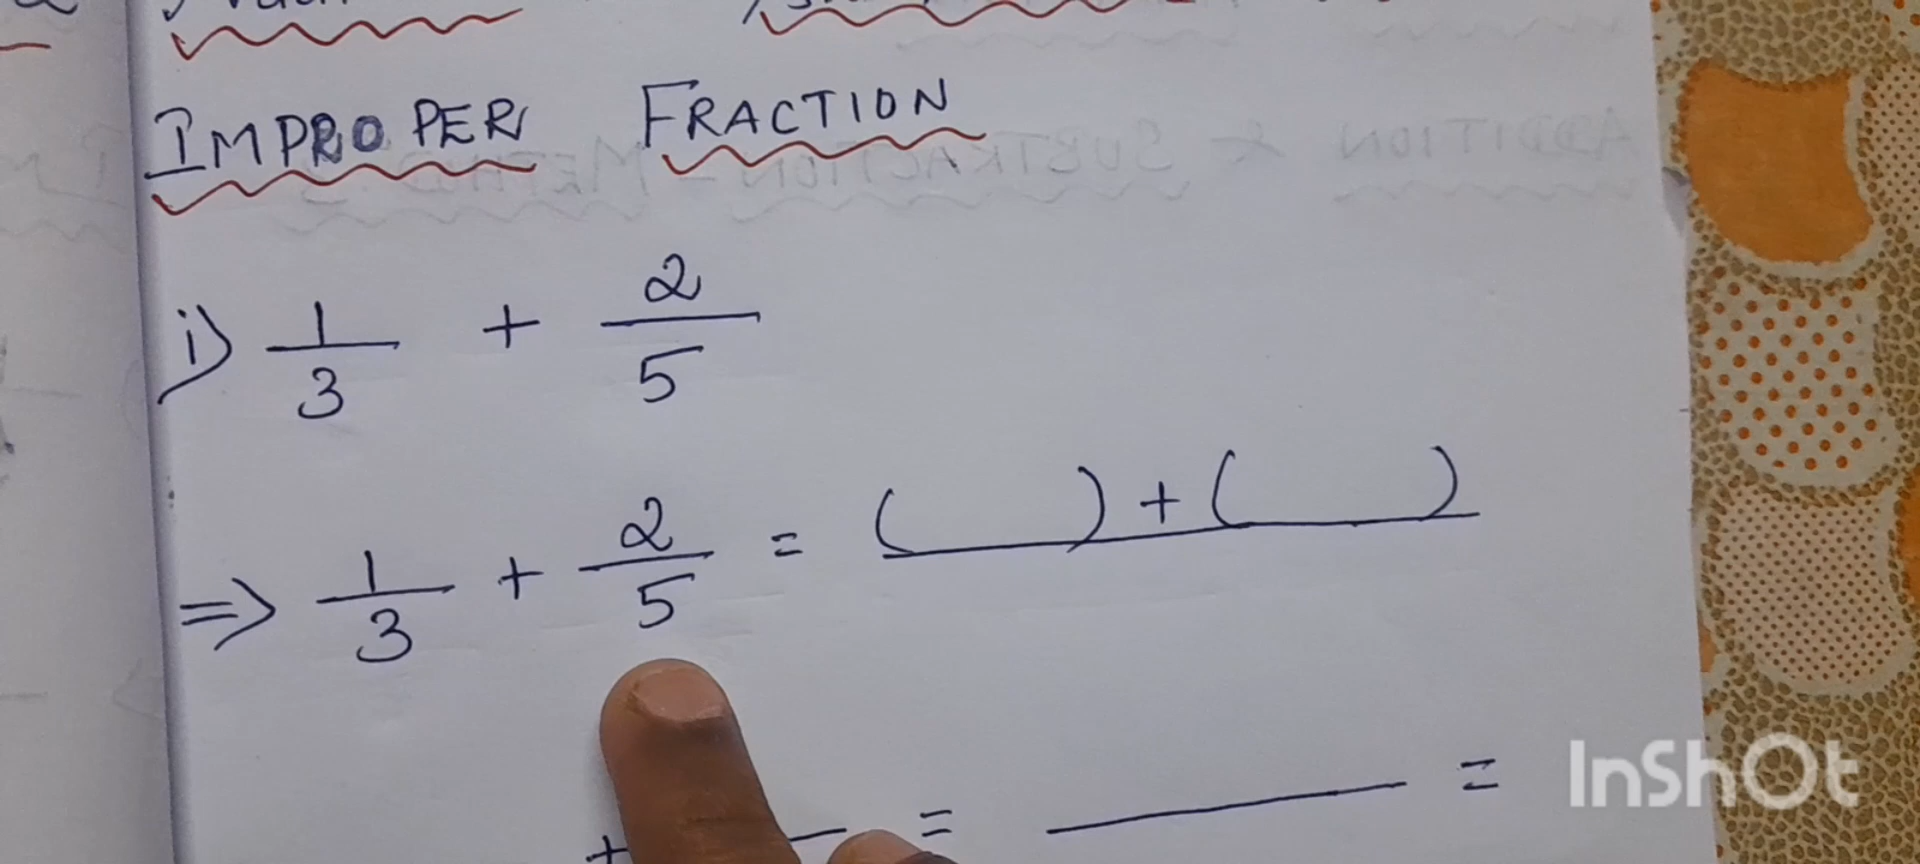 IMPROPER FRACTION
i) 1/3 + 2/5
=> 1/3 + 2/5 = ( ) + ( )
+ = =
InShOt